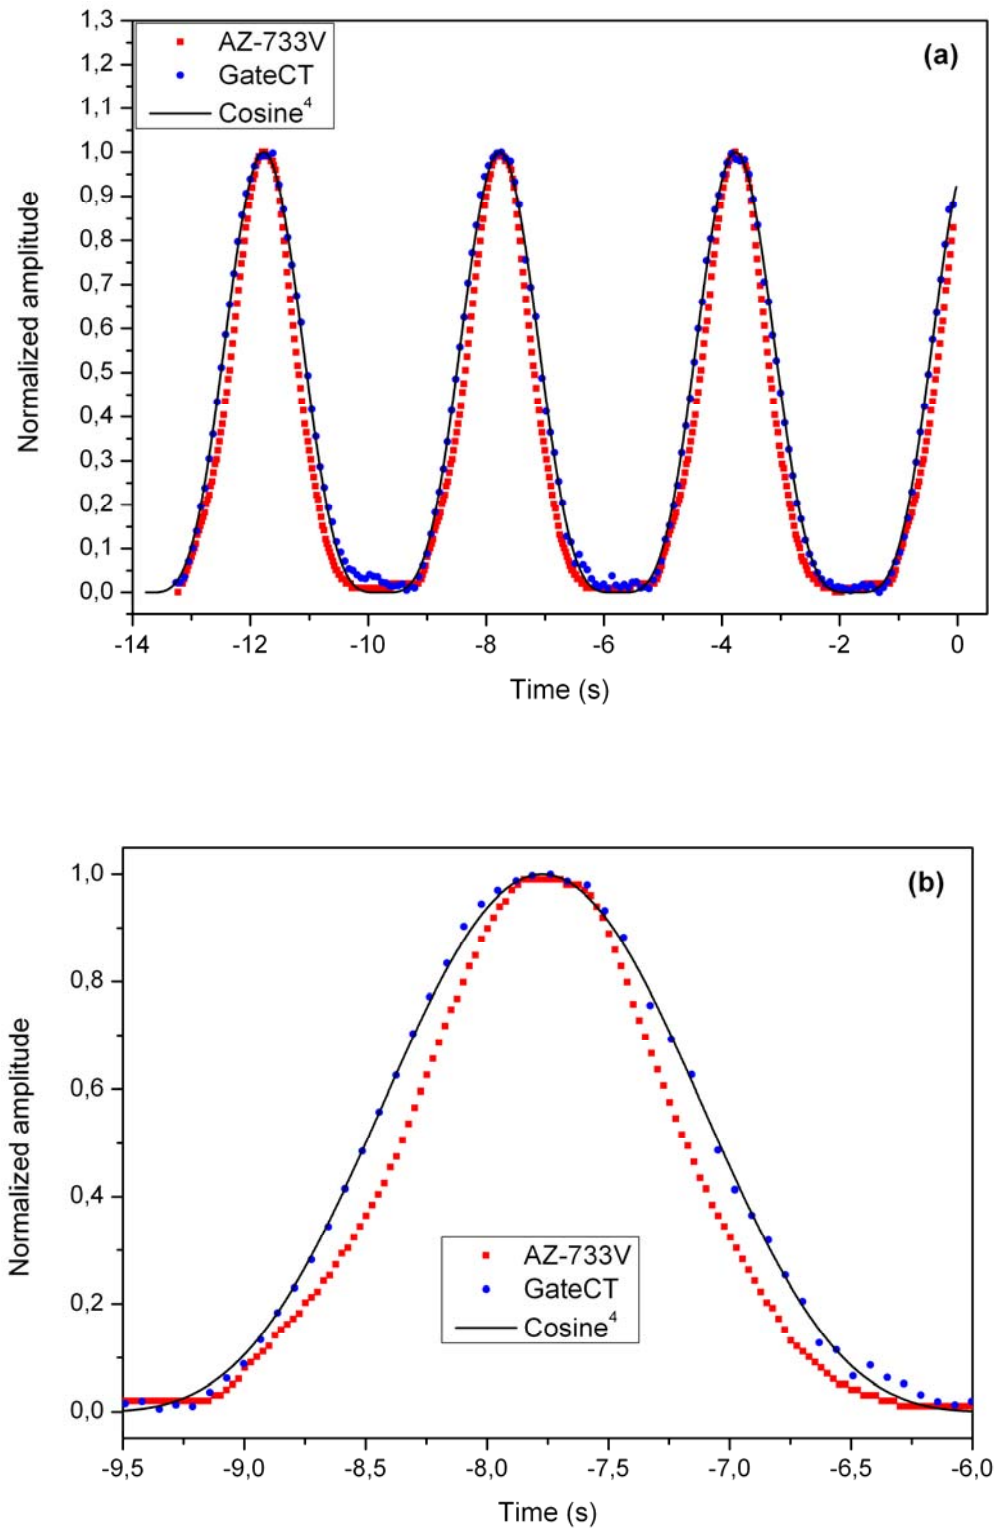 1,3
1,2
1,1
1,0
0,9
0,8
0,7
0,6
0,5
0,4
0,3
0,2
0,1
0,0
Normalized amplitude
AZ-733V
GateCT
Cosine⁴
(a)
-14 -12 -10 -8 -6 -4 -2 0
Time (s)
1,0
0,8
0,6
0,4
0,2
0,0
Normalized amplitude
(b)
AZ-733V
GateCT
Cosine⁴
-9,5 -9,0 -8,5 -8,0 -7,5 -7,0 -6,5 -6,0
Time (s)